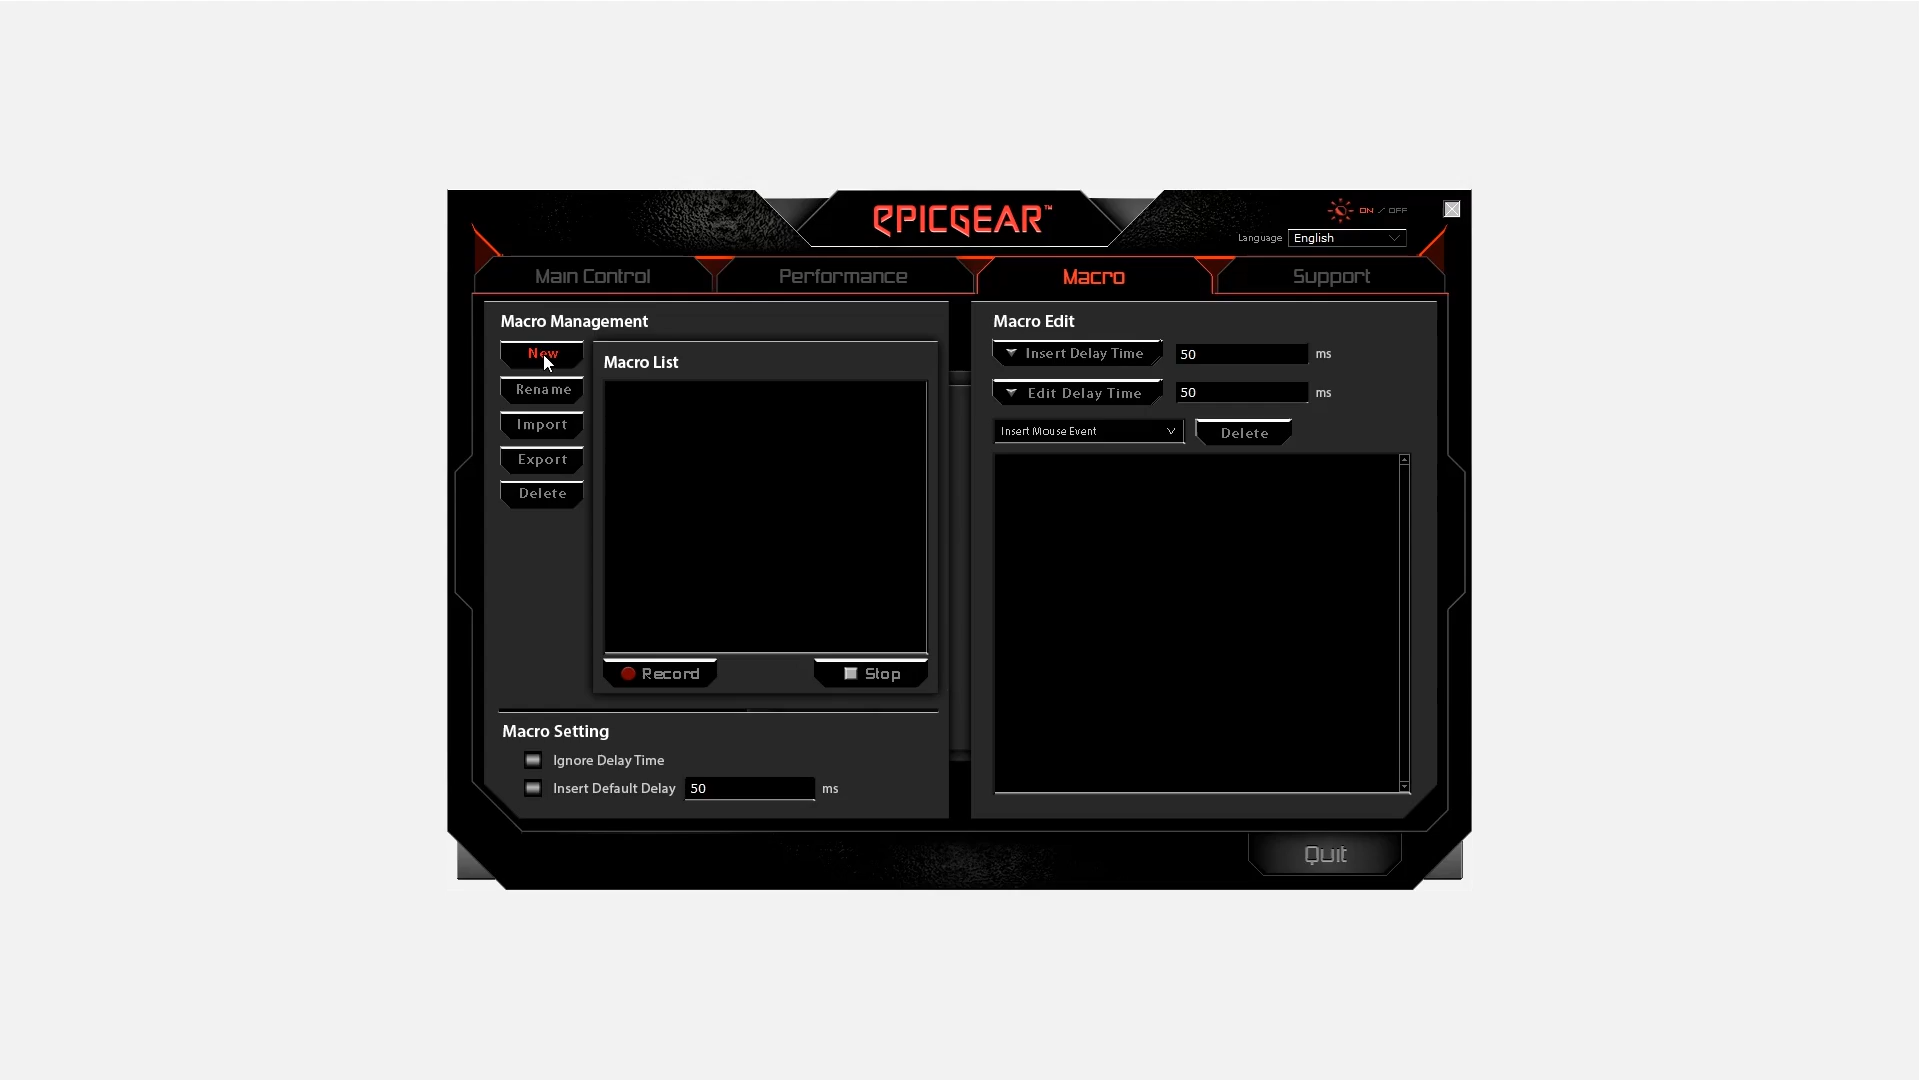 EPICGEAR™
ON / OFF
Language English
Main Control
Performance
Macro
Support
Macro Management
New
Rename
Import
Export
Delete
Macro List
Record
Stop
Macro Setting
Ignore Delay Time
Insert Default Delay 50 ms
Macro Edit
Insert Delay Time 50 ms
Edit Delay Time 50 ms
Insert Mouse Event
Delete
Quit